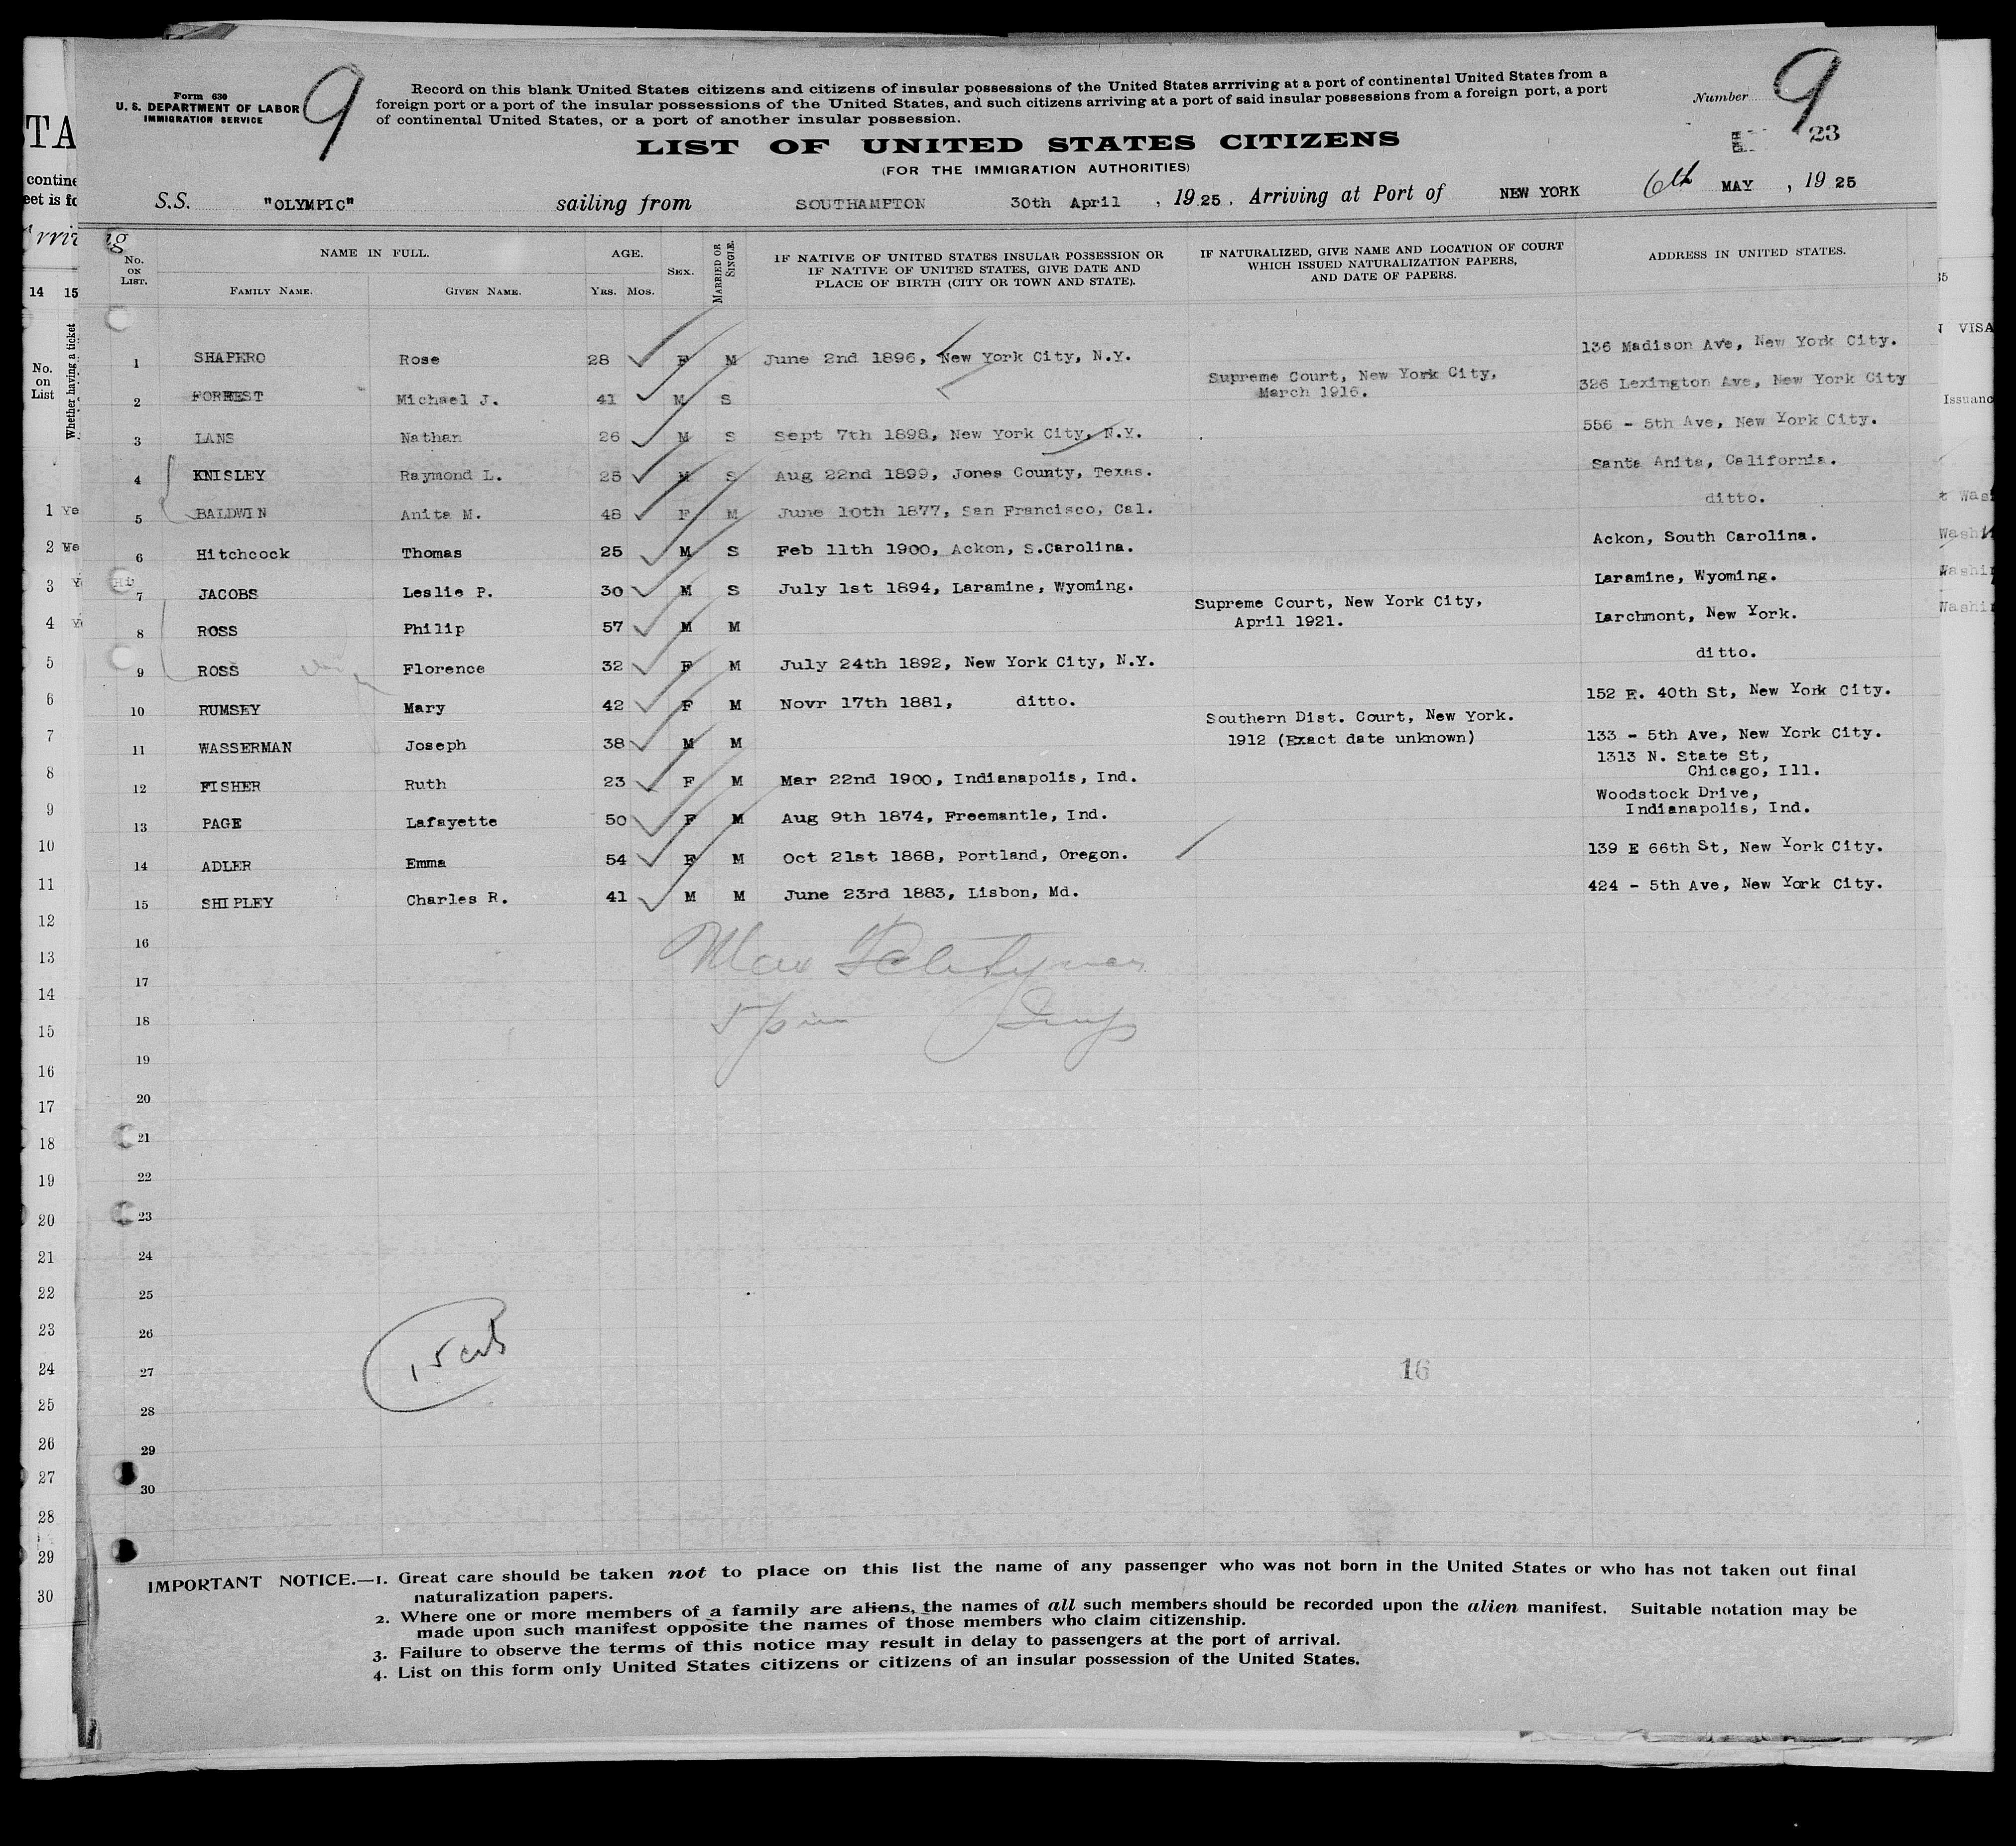 Form 630
U. S. DEPARTMENT OF LABOR
IMMIGRATION SERVICE
9
Record on this blank United States citizens and citizens of insular possessions of the United States arrriving at a port of continental United States from a
foreign port or a port of the insular possessions of the United States, and such citizens arriving at a port of said insular possessions from a foreign port, a port
of continental United States, or a port of another insular possession.
Number 9
23
LIST OF UNITED STATES CITIZENS
(FOR THE IMMIGRATION AUTHORITIES)
S.S. "OLYMPIC" sailing from SOUTHAMPTON 30th April , 19 25 , Arriving at Port of NEW YORK 6th MAY , 19 25
No. ON LIST. NAME IN FULL. AGE. SEX. MARRIED OR SINGLE. IF NATIVE OF UNITED STATES INSULAR POSSESSION OR IF NATIVE OF UNITED STATES, GIVE DATE AND PLACE OF BIRTH (CITY OR TOWN AND STATE). IF NATURALIZED, GIVE NAME AND LOCATION OF COURT WHICH ISSUED NATURALIZATION PAPERS, AND DATE OF PAPERS. ADDRESS IN UNITED STATES.
FAMILY NAME. GIVEN NAME. YRS. MOS.
1 SHAPERO Rose 28 F M June 2nd 1896, New York City, N.Y. 136 Madison Ave, New York City.
2 FORREST Michael J. 41 M S Supreme Court, New York City, March 1916. 326 Lexington Ave, New York City
3 LANS Nathan 26 M S Sept 7th 1898, New York City, N.Y. 556 - 5th Ave, New York City.
4 KNISLEY Raymond L. 25 M S Aug 22nd 1899, Jones County, Texas. Santa Anita, California.
5 BALDWIN Anita M. 48 F M June 10th 1877, San Francisco, Cal. ditto.
6 Hitchcock Thomas 25 M S Feb 11th 1900, Ackon, S.Carolina. Ackon, South Carolina.
7 JACOBS Leslie P. 30 M S July 1st 1894, Laramine, Wyoming. Laramine, Wyoming.
8 ROSS Philip 57 M M Supreme Court, New York City, April 1921. Larchmont, New York.
9 ROSS Florence 32 F M July 24th 1892, New York City, N.Y. ditto.
10 RUMSEY Mary 42 F M Novr 17th 1881, ditto. 152 E. 40th St, New York City.
11 WASSERMAN Joseph 38 M M Southern Dist. Court, New York. 1912 (Exact date unknown) 133 - 5th Ave, New York City.
12 FISHER Ruth 23 F M Mar 22nd 1900, Indianapolis, Ind. 1313 N. State St, Chicago, Ill.
13 PAGE Lafayette 50 F M Aug 9th 1874, Freemantle, Ind. Woodstock Drive, Indianapolis, Ind.
14 ADLER Emma 54 F M Oct 21st 1868, Portland, Oregon. 139 E 66th St, New York City.
15 SHIPLEY Charles R. 41 M M June 23rd 1883, Lisbon, Md. 424 - 5th Ave, New York City.
16
17
18
19
20
21
22
23
24
25
26
27
28
29
30
16
IMPORTANT NOTICE.—1. Great care should be taken not to place on this list the name of any passenger who was not born in the United States or who has not taken out final
naturalization papers.
2. Where one or more members of a family are aliens, the names of all such members should be recorded upon the alien manifest. Suitable notation may be
made upon such manifest opposite the names of those members who claim citizenship.
3. Failure to observe the terms of this notice may result in delay to passengers at the port of arrival.
4. List on this form only United States citizens or citizens of an insular possession of the United States.